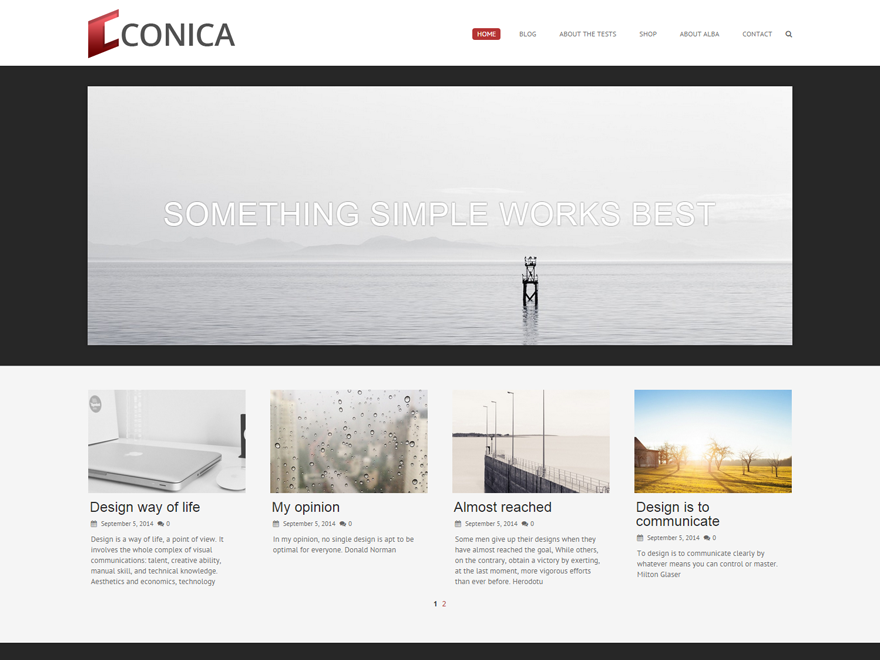 CONICA
HOME BLOG ABOUT THE TESTS SHOP ABOUT ALBA CONTACT
SOMETHING SIMPLE WORKS BEST
Design way of life
September 5, 2014 0
Design is a way of life, a point of view. It
involves the whole complex of visual
communications: talent, creative ability,
manual skill, and technical knowledge.
Aesthetics and economics, technology
My opinion
September 5, 2014 0
In my opinion, no single design is apt to be
optimal for everyone. Donald Norman
Almost reached
September 5, 2014 0
Some men give up their designs when they
have almost reached the goal, While others,
on the contrary, obtain a victory by exerting,
at the last moment, more vigorous efforts
than ever before. Herodotu
Design is to
communicate
September 5, 2014 0
To design is to communicate clearly by
whatever means you can control or master.
Milton Glaser
1 2